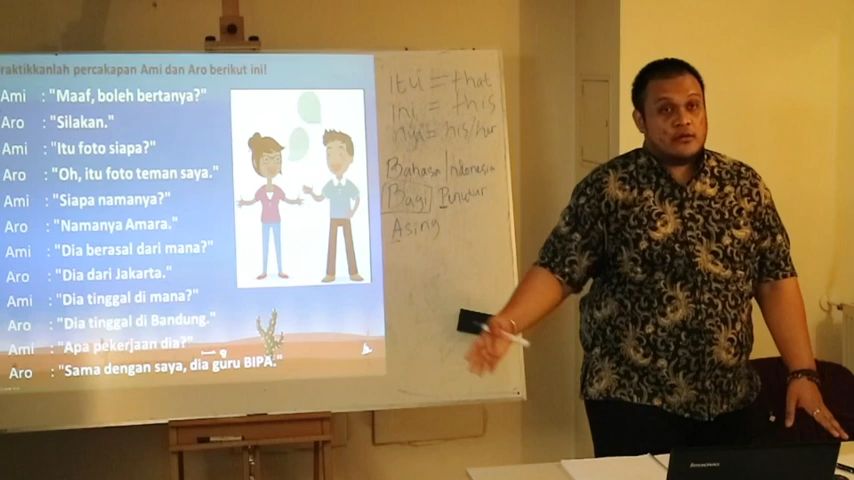 raktikkanlah percakapan Ami dan Aro berikut ini!
Ami : "Maaf, boleh bertanya?"
Aro : "Silakan."
Ami : "Itu foto siapa?"
Aro : "Oh, itu foto teman saya."
Ami : "Siapa namanya?"
Aro : "Namanya Amara."
Ami : "Dia berasal dari mana?"
Aro : "Dia dari Jakarta."
Ami : "Dia tinggal di mana?"
Aro : "Dia tinggal di Bandung."
Ami : "Apa pekerjaan dia?"
Aro : "Sama dengan saya, dia guru BIPA."
itu = that
ini = this
nya = his/her
Bahasa Indonesia
Bagi Penutur
Asing